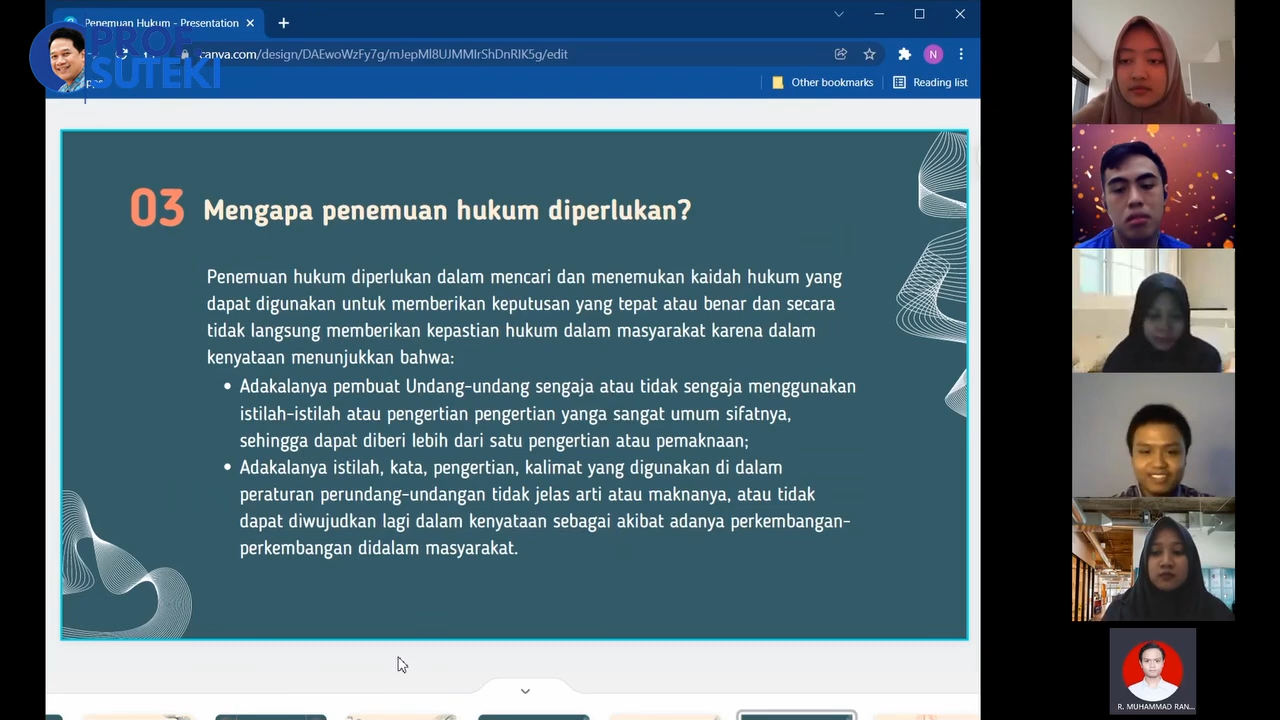 Penemuan Hukum - Presentation
PROF
SUTEKI
canva.com/design/DAEwoWzFy7g/mJepMl8UJMMIrShDnRIK5g/edit
N
Other bookmarks
Reading list
03 Mengapa penemuan hukum diperlukan?
Penemuan hukum diperlukan dalam mencari dan menemukan kaidah hukum yang
dapat digunakan untuk memberikan keputusan yang tepat atau benar dan secara
tidak langsung memberikan kepastian hukum dalam masyarakat karena dalam
kenyataan menunjukkan bahwa:
• Adakalanya pembuat Undang-undang sengaja atau tidak sengaja menggunakan
istilah-istilah atau pengertian pengertian yanga sangat umum sifatnya,
sehingga dapat diberi lebih dari satu pengertian atau pemaknaan;
• Adakalanya istilah, kata, pengertian, kalimat yang digunakan di dalam
peraturan perundang-undangan tidak jelas arti atau maknanya, atau tidak
dapat diwujudkan lagi dalam kenyataan sebagai akibat adanya perkembangan-
perkembangan didalam masyarakat.
R. MUHAMMAD RAN...